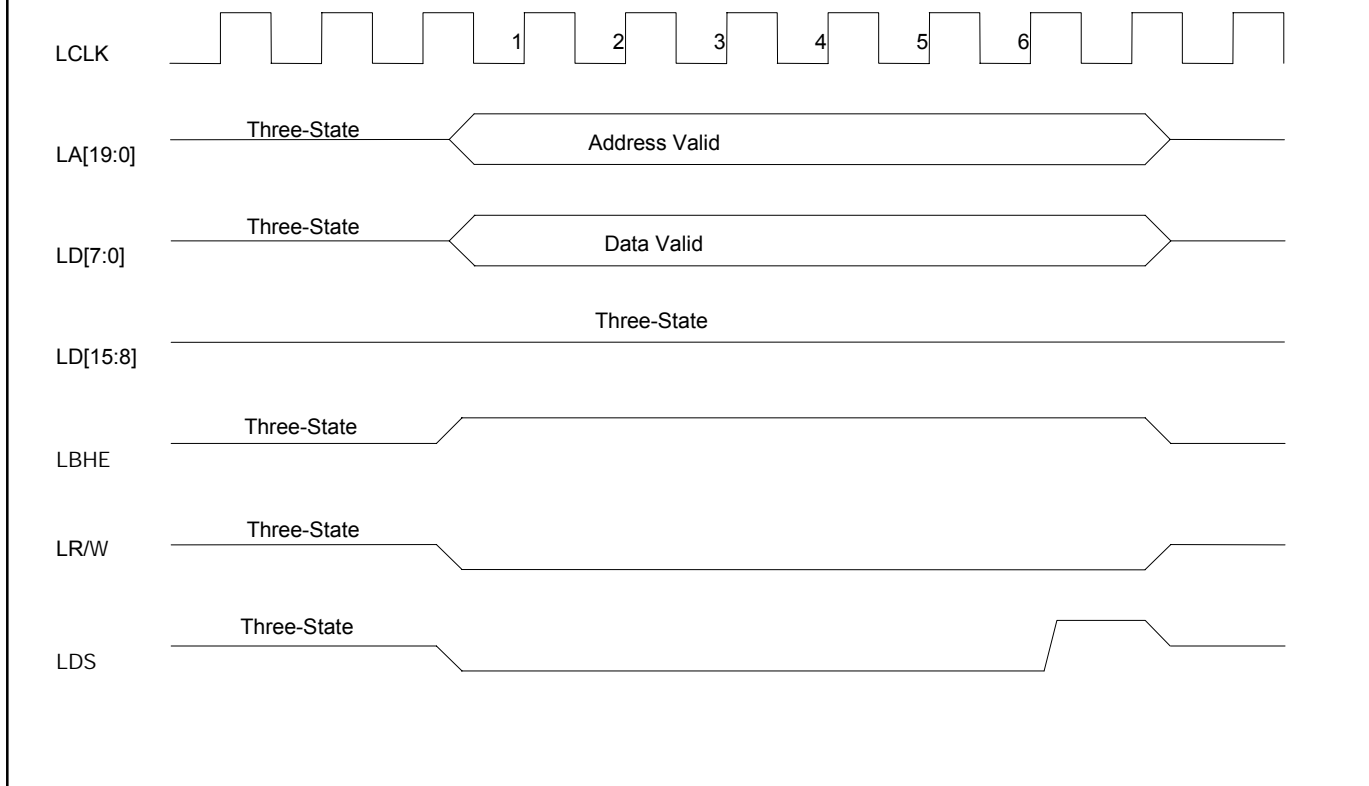 1 2 3 4 5 6
LCLK
Three-State
Address Valid
LA[19:0]
Three-State
Data Valid
LD[7:0]
Three-State
LD[15:8]
Three-State
LBHE
Three-State
LR/W
Three-State
LDS